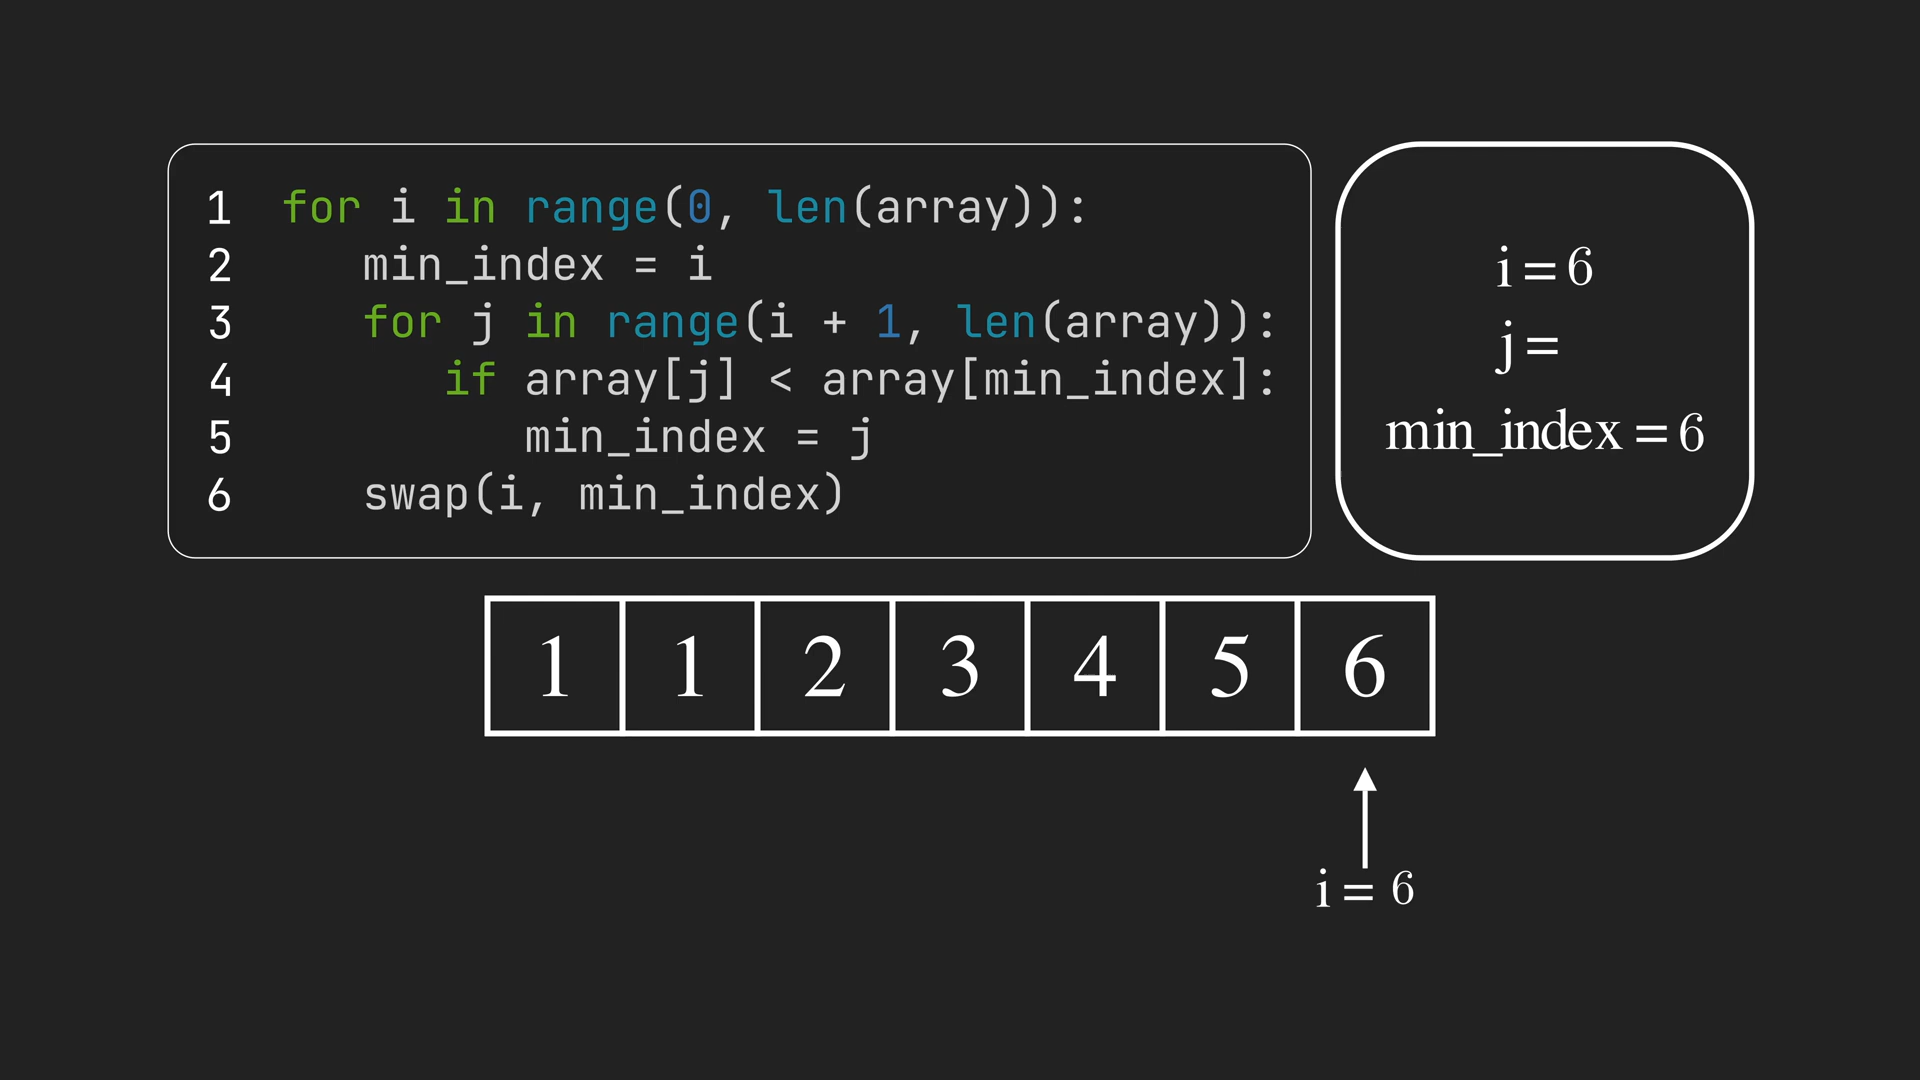 1 for i in range(0, len(array)):
2 min_index = i
3 for j in range(i + 1, len(array)):
4 if array[j] < array[min_index]:
5 min_index = j
6 swap(i, min_index)
i = 6
j =
min_index = 6
1 1 2 3 4 5 6
i = 6